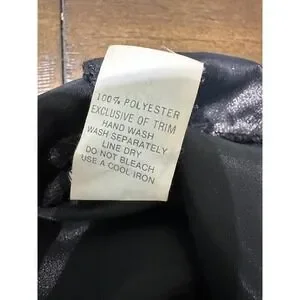 100% POLYESTER
EXCLUSIVE OF TRIM
HAND WASH
WASH SEPARATELY
LINE DRY
DO NOT BLEACH
USE A COOL IRON